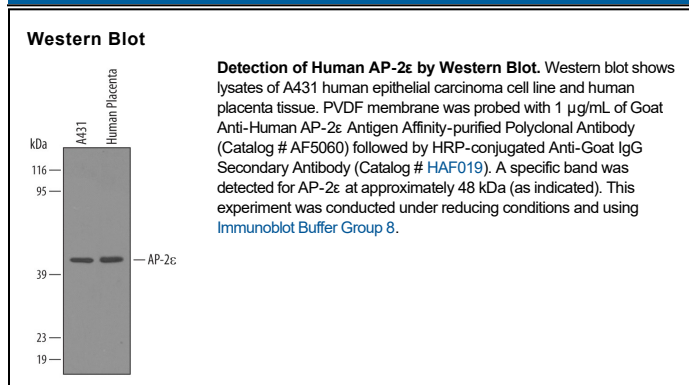 Western Blot
A431
Human Placenta
kDa
116
95
39
23
19
AP-2ε
Detection of Human AP-2ε by Western Blot. Western blot shows
lysates of A431 human epithelial carcinoma cell line and human
placenta tissue. PVDF membrane was probed with 1 µg/mL of Goat
Anti-Human AP-2ε Antigen Affinity-purified Polyclonal Antibody
(Catalog # AF5060) followed by HRP-conjugated Anti-Goat IgG
Secondary Antibody (Catalog # HAF019). A specific band was
detected for AP-2ε at approximately 48 kDa (as indicated). This
experiment was conducted under reducing conditions and using
Immunoblot Buffer Group 8.